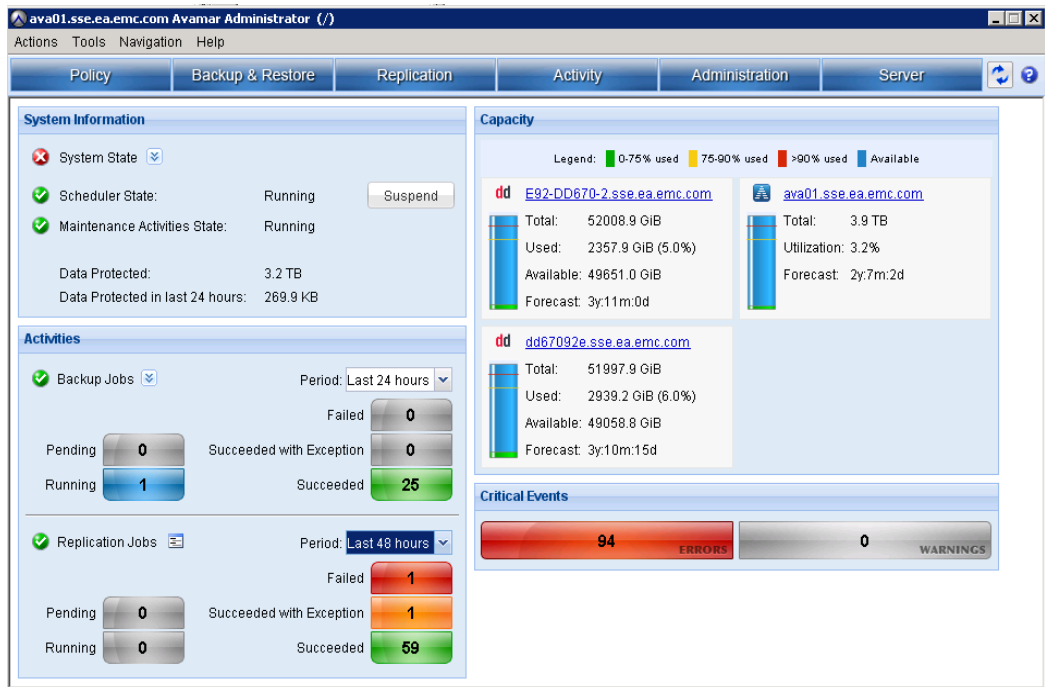 ava01.sse.ea.emc.com Avamar Administrator (/)
Actions Tools Navigation Help
Policy Backup & Restore Replication Activity Administration Server
System Information
System State
Scheduler State: Running Suspend
Maintenance Activities State: Running
Data Protected: 3.2 TB
Data Protected in last 24 hours: 269.9 KB
Activities
Backup Jobs Period: Last 24 hours
Failed 0
Pending 0 Succeeded with Exception 0
Running 1 Succeeded 25
Replication Jobs Period: Last 48 hours
Failed 1
Pending 0 Succeeded with Exception 1
Running 0 Succeeded 59
Capacity
Legend: 0-75% used 75-90% used >90% used Available
dd E92-DD670-2.sse.ea.emc.com
Total: 52008.9 GiB
Used: 2357.9 GiB (5.0%)
Available: 49651.0 GiB
Forecast: 3y:11m:0d
ava01.sse.ea.emc.com
Total: 3.9 TB
Utilization: 3.2%
Forecast: 2y:7m:2d
dd dd67092e.sse.ea.emc.com
Total: 51997.9 GiB
Used: 2939.2 GiB (6.0%)
Available: 49058.8 GiB
Forecast: 3y:10m:15d
Critical Events
94 ERRORS 0 WARNINGS